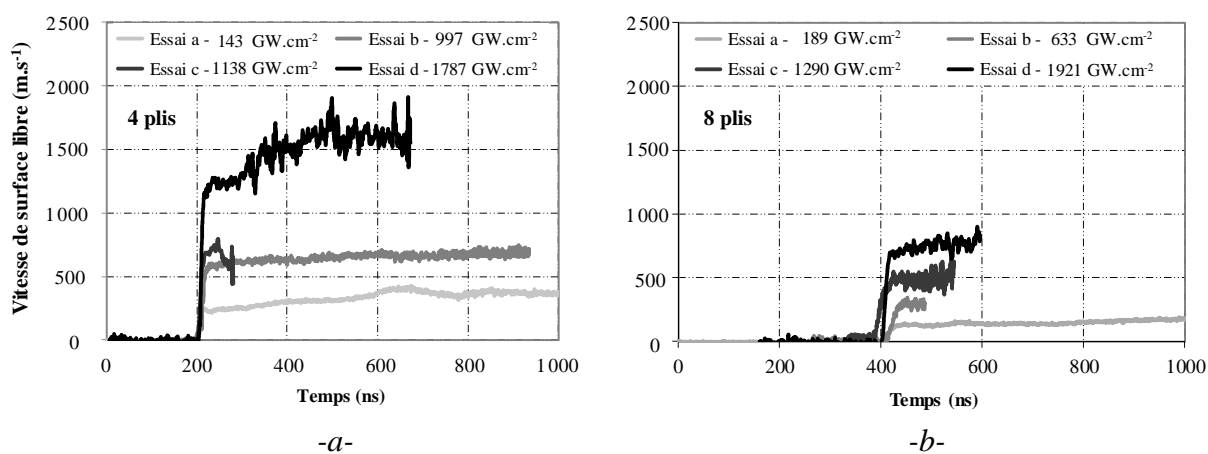 Vitesse de surface libre (m.s⁻¹)
2 500
2 000
1 500
1 000
500
0
Essai a - 143 GW.cm⁻²
Essai b - 997 GW.cm⁻²
Essai c - 1138 GW.cm⁻²
Essai d - 1787 GW.cm⁻²
4 plis
0 200 400 600 800 1 000
Temps (ns)
-a-
2 500
2 000
1 500
1 000
500
0
Essai a - 189 GW.cm⁻²
Essai b - 633 GW.cm⁻²
Essai c - 1290 GW.cm⁻²
Essai d - 1921 GW.cm⁻²
8 plis
0 200 400 600 800 1000
Temps (ns)
-b-